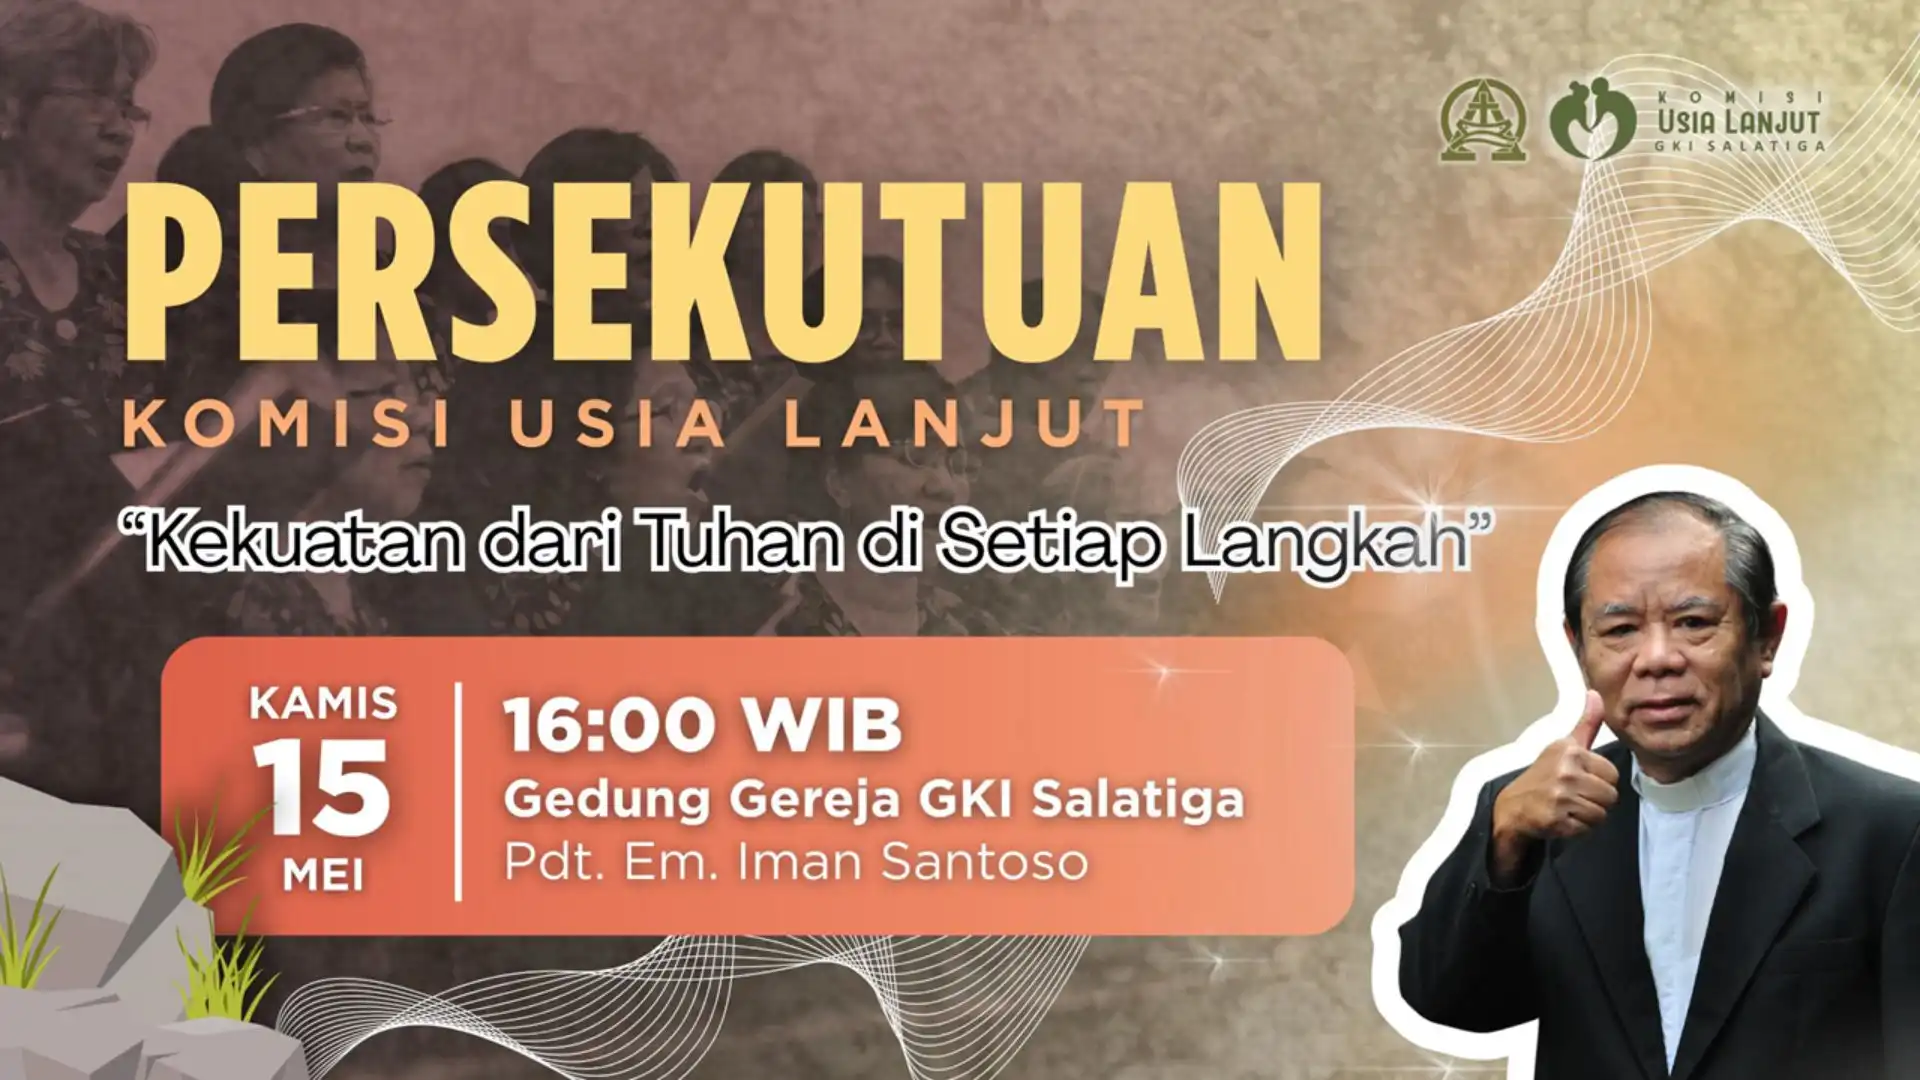 KOMISI
USIA LANJUT
GKI SALATIGA
PERSEKUTUAN
KOMISI USIA LANJUT
“Kekuatan dari Tuhan di Setiap Langkah”
KAMIS
15
MEI
16:00 WIB
Gedung Gereja GKI Salatiga
Pdt. Em. Iman Santoso